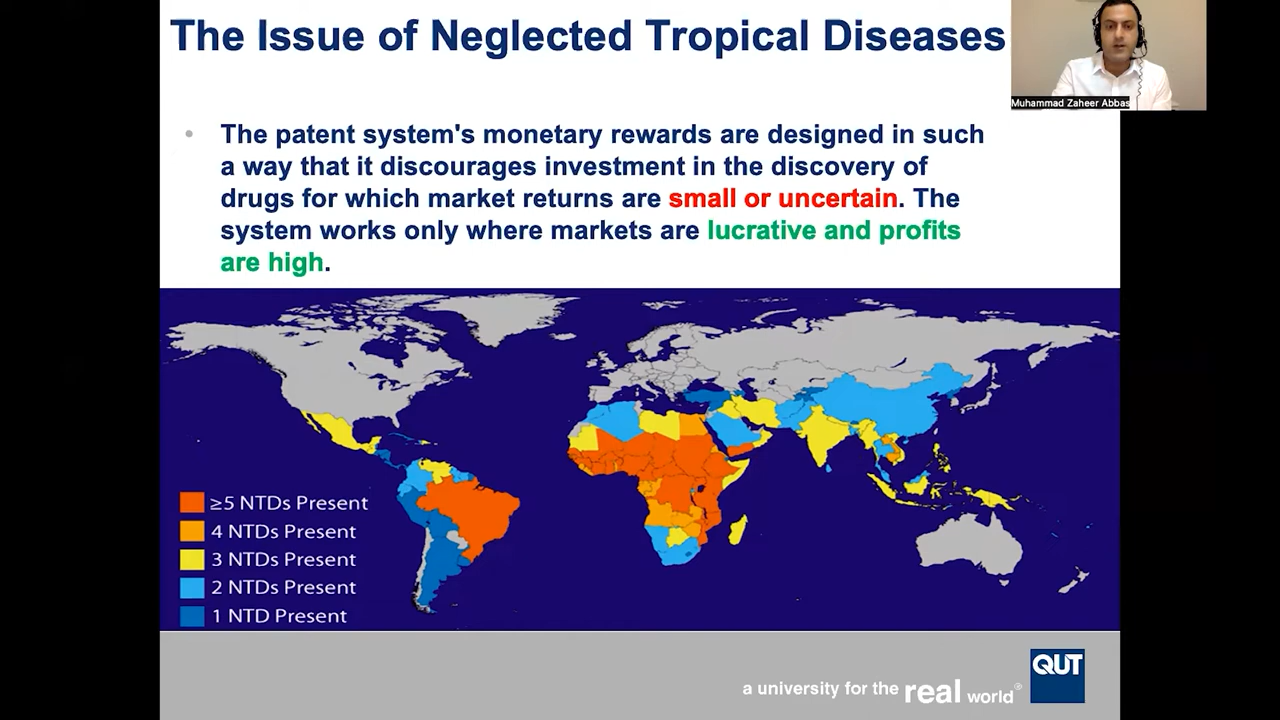 The Issue of Neglected Tropical Diseases
Muhammad Zaheer Abbas
• The patent system's monetary rewards are designed in such
a way that it discourages investment in the discovery of
drugs for which market returns are small or uncertain. The
system works only where markets are lucrative and profits
are high.
≥5 NTDs Present
4 NTDs Present
3 NTDs Present
2 NTDs Present
1 NTD Present
a university for the real world®
QUT